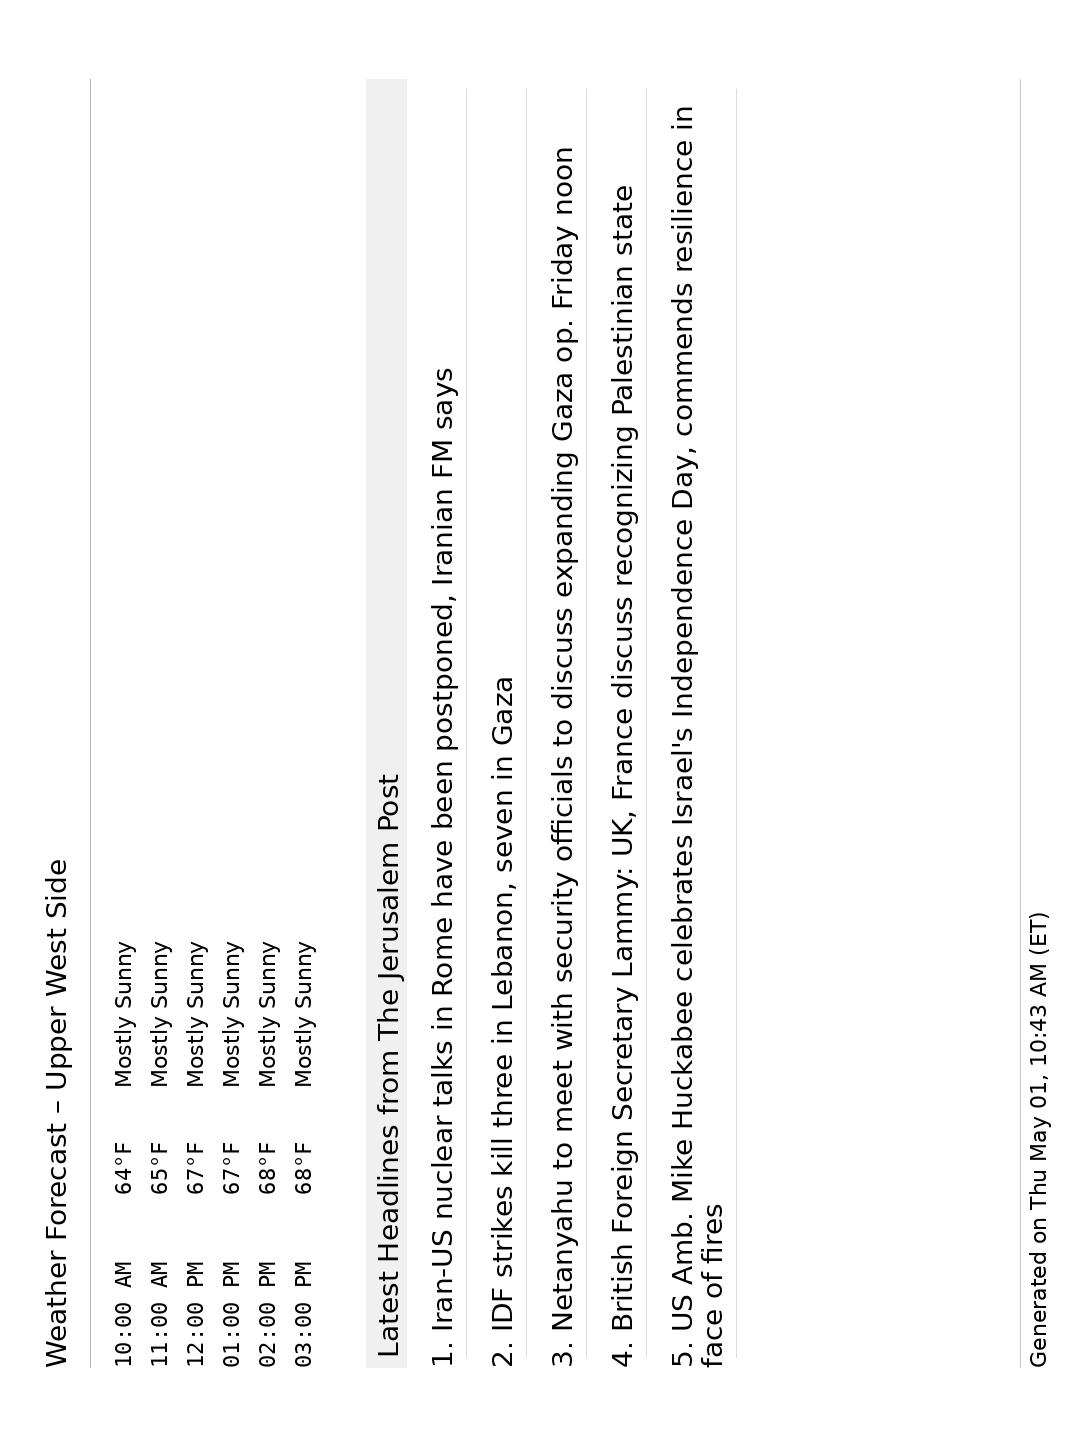 Weather Forecast – Upper West Side
10:00 AM 64°F Mostly Sunny
11:00 AM 65°F Mostly Sunny
12:00 PM 67°F Mostly Sunny
01:00 PM 67°F Mostly Sunny
02:00 PM 68°F Mostly Sunny
03:00 PM 68°F Mostly Sunny
Latest Headlines from The Jerusalem Post
1. Iran-US nuclear talks in Rome have been postponed, Iranian FM says
2. IDF strikes kill three in Lebanon, seven in Gaza
3. Netanyahu to meet with security officials to discuss expanding Gaza op. Friday noon
4. British Foreign Secretary Lammy: UK, France discuss recognizing Palestinian state
5. US Amb. Mike Huckabee celebrates Israel's Independence Day, commends resilience in
face of fires
Generated on Thu May 01, 10:43 AM (ET)